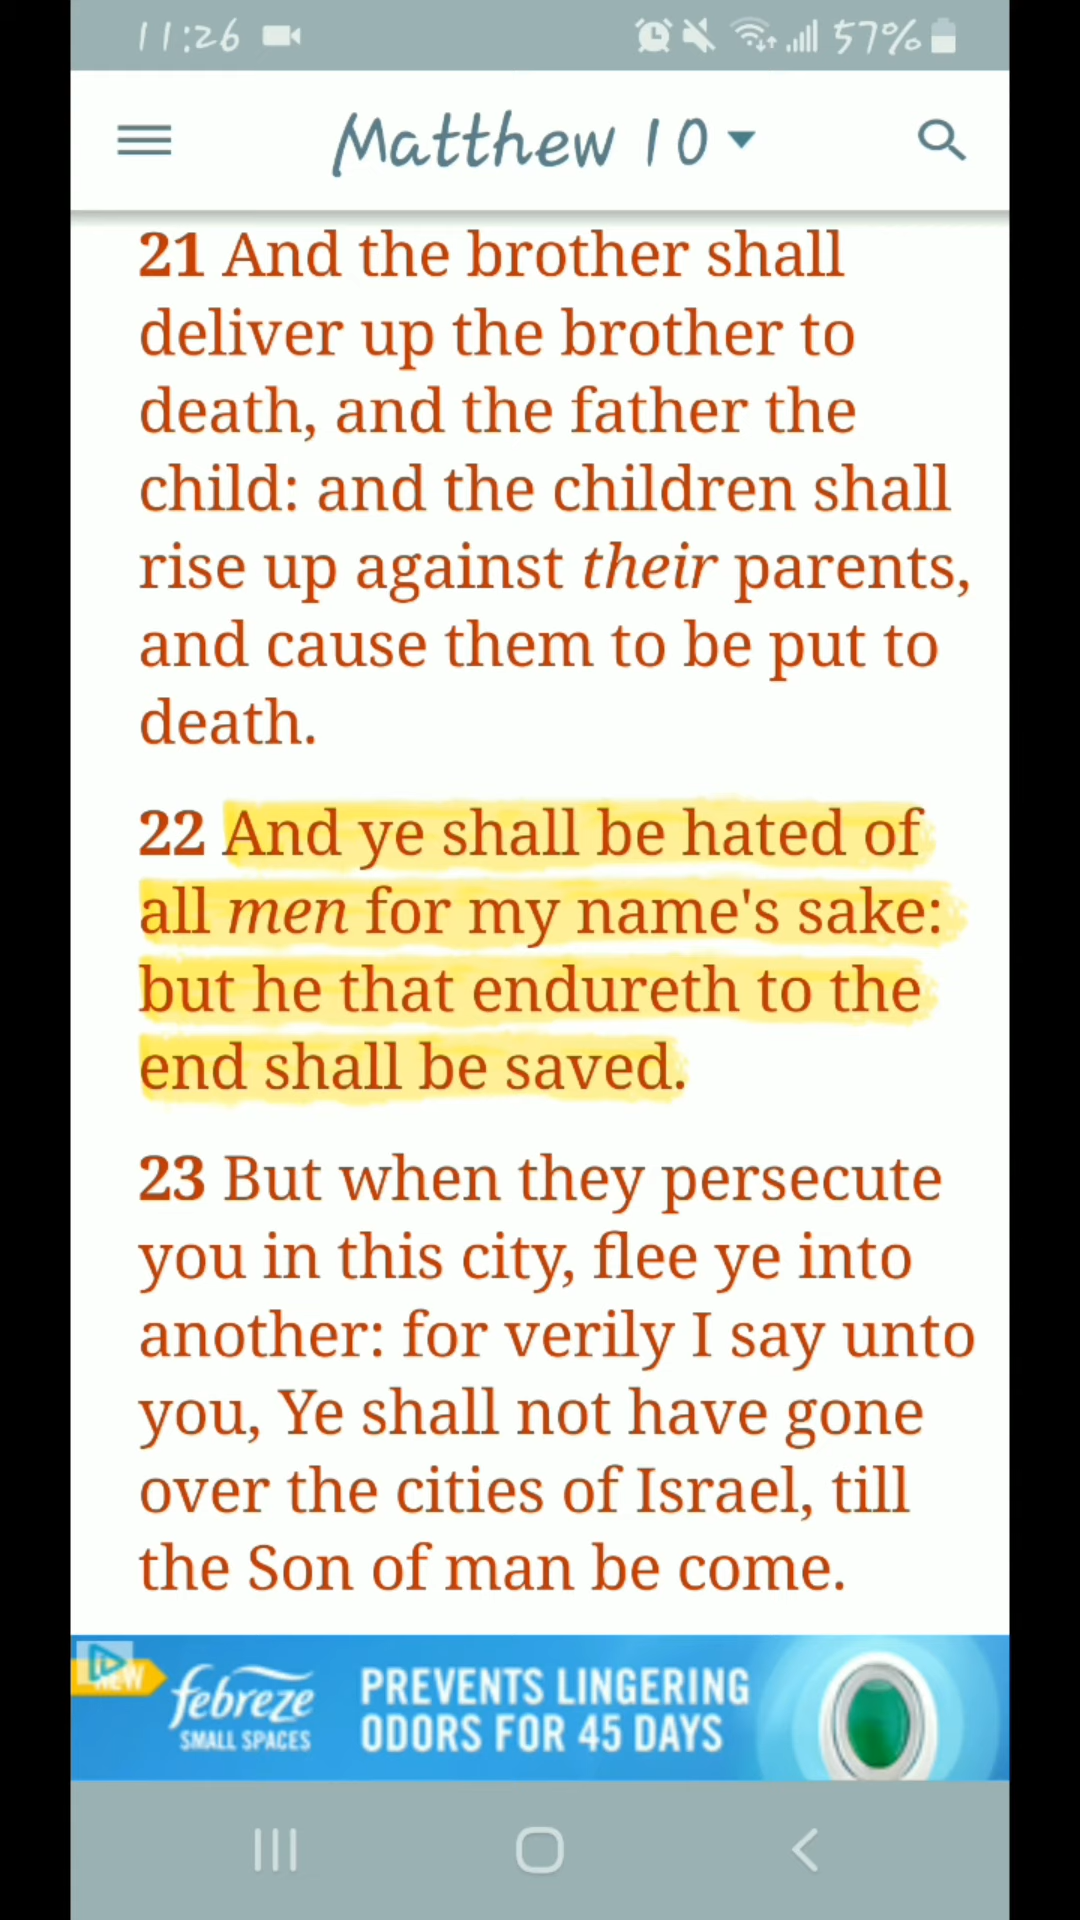 11:26 57%
Matthew 10
21 And the brother shall
deliver up the brother to
death, and the father the
child: and the children shall
rise up against their parents,
and cause them to be put to
death.
22 And ye shall be hated of
all men for my name's sake:
but he that endureth to the
end shall be saved.
23 But when they persecute
you in this city, flee ye into
another: for verily I say unto
you, Ye shall not have gone
over the cities of Israel, till
the Son of man be come.
NEW
febreze
SMALL SPACES
PREVENTS LINGERING
ODORS FOR 45 DAYS